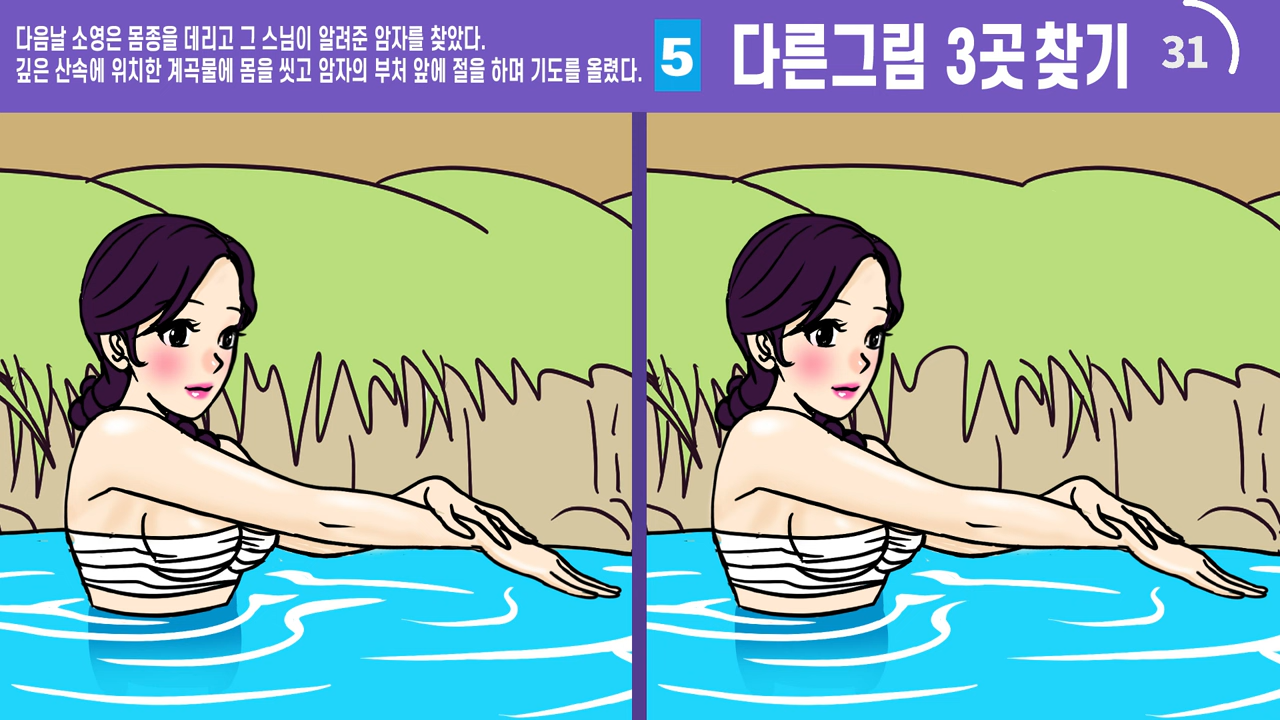 다음날 소영은 몸종을 데리고 그 스님이 알려준 암자를 찾았다.
깊은 산속에 위치한 계곡물에 몸을 씻고 암자의 부처 앞에 절을 하며 기도를 올렸다.
5 다른그림 3곳 찾기 31